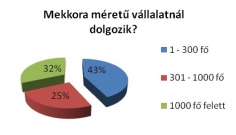 Mekkora méretű vállalatnál
dolgozik?
32%
43%
25%
1 - 300 fő
301 - 1000 fő
1000 fő felett